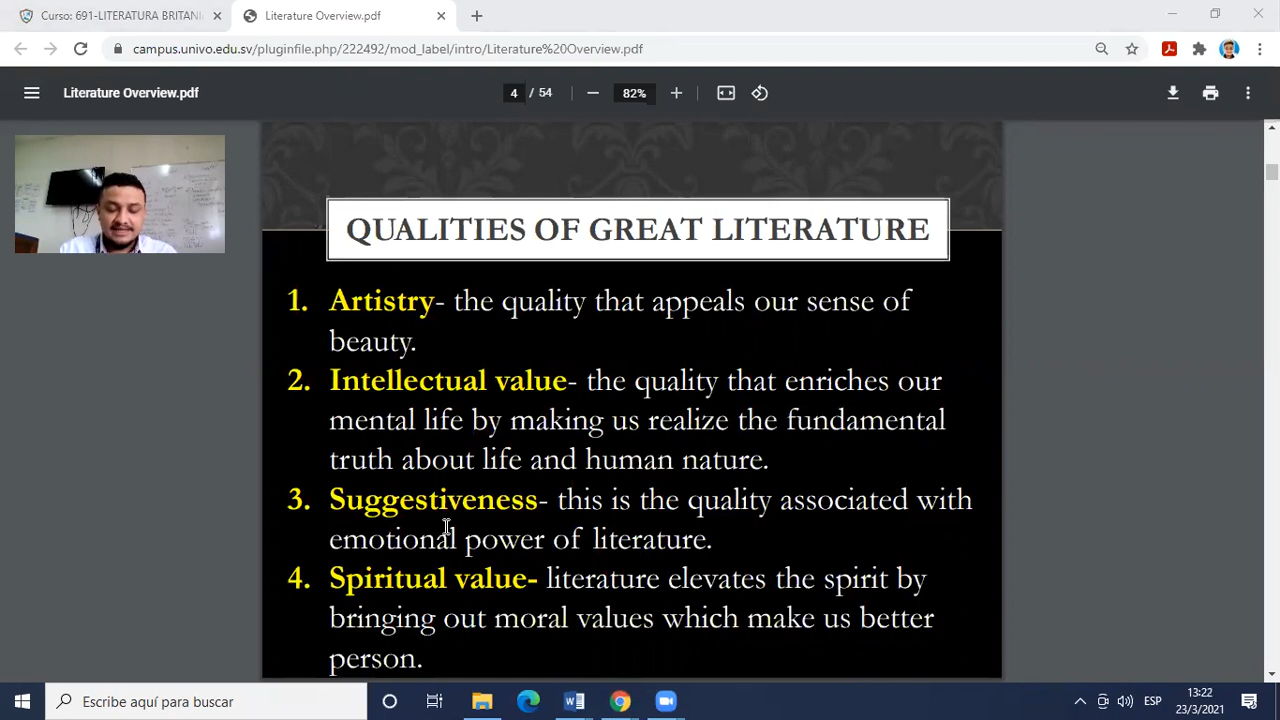 Curso: 691-LITERATURA BRITANI
Literature Overview.pdf
campus.univo.edu.sv/pluginfile.php/222492/mod_label/intro/Literature%20Overview.pdf
Literature Overview.pdf
4 / 54
82%
QUALITIES OF GREAT LITERATURE
1. Artistry- the quality that appeals our sense of
beauty.
2. Intellectual value- the quality that enriches our
mental life by making us realize the fundamental
truth about life and human nature.
3. Suggestiveness- this is the quality associated with
emotional power of literature.
4. Spiritual value- literature elevates the spirit by
bringing out moral values which make us better
person.
Escribe aquí para buscar
ESP
13:22
23/3/2021